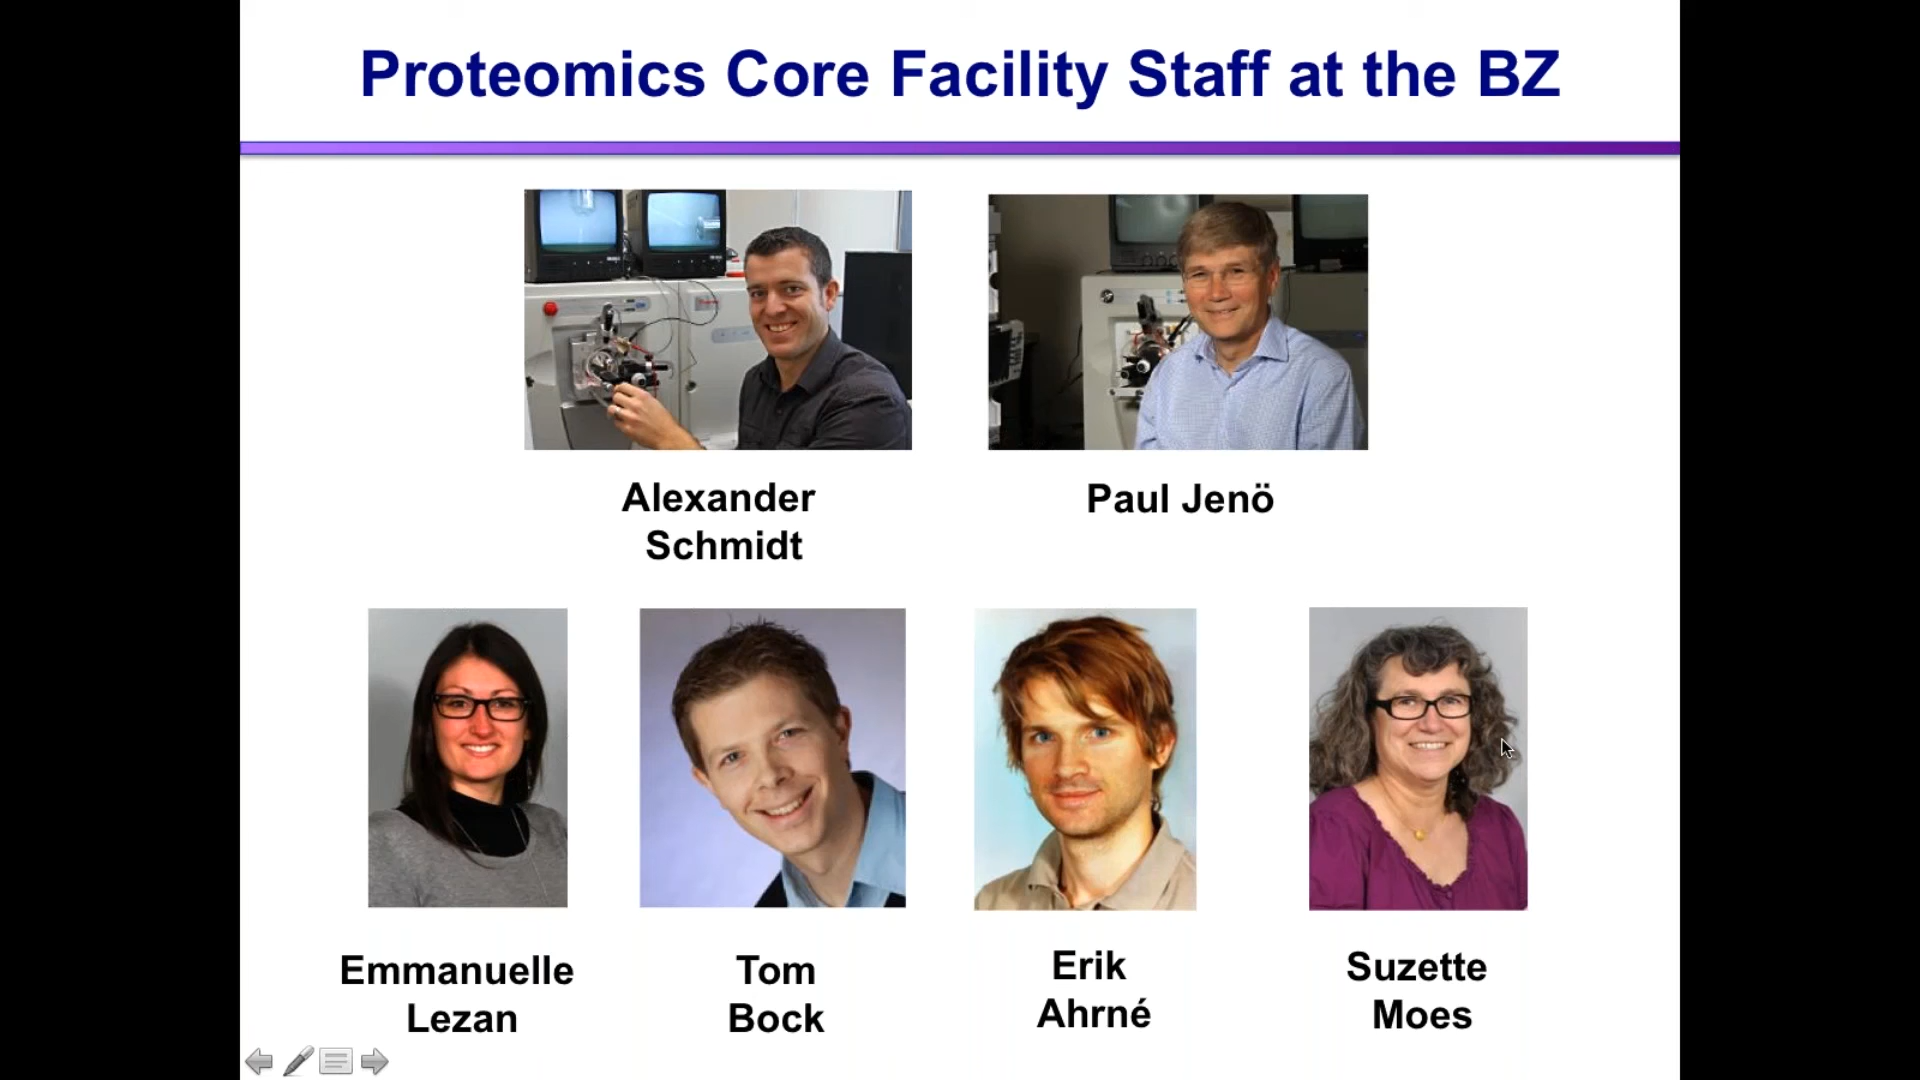 Proteomics Core Facility Staff at the BZ
Alexander
Schmidt
Paul Jenö
Emmanuelle
Lezan
Tom
Bock
Erik
Ahrné
Suzette
Moes